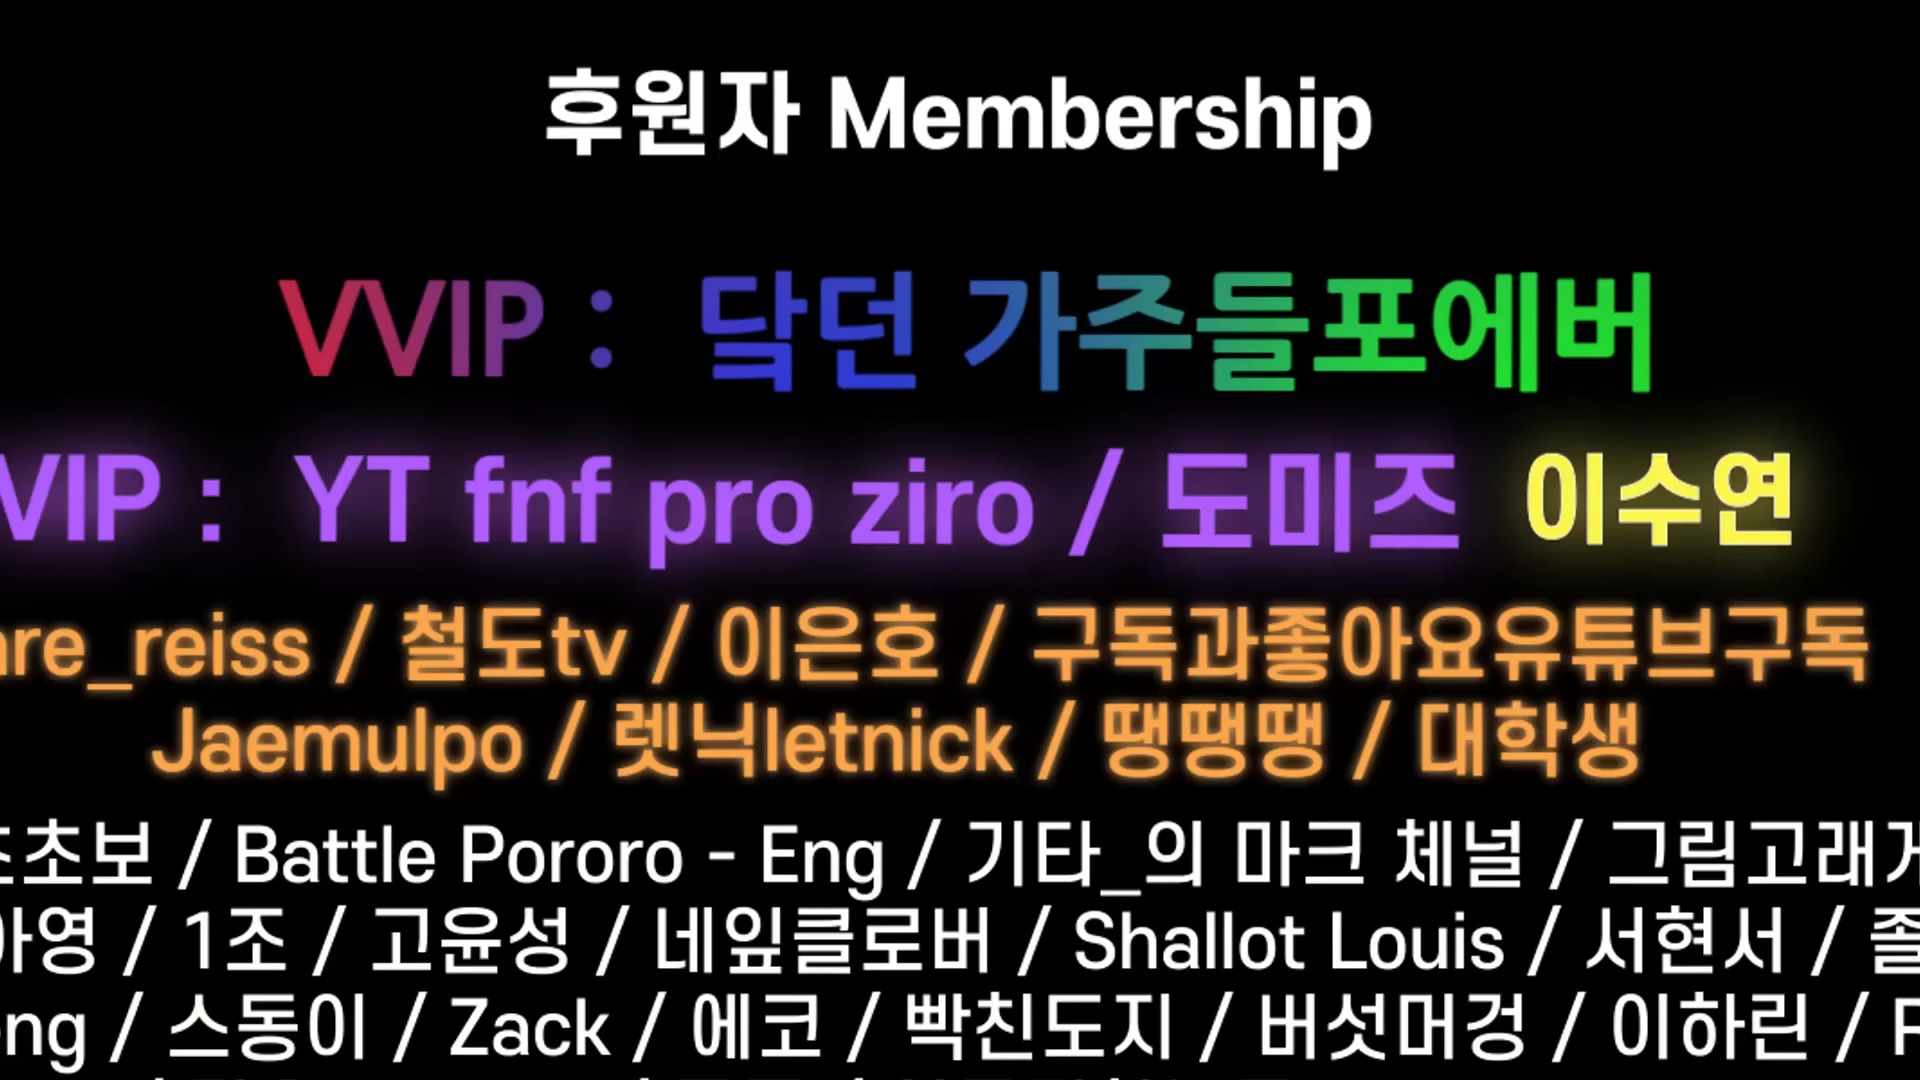 후원자 Membership
VVIP : 닼던 가주들포에버
VIP : YT fnf pro ziro / 도미즈 이수연
are_reiss / 철도tv / 이은호 / 구독과좋아요유튜브구독
Jaemulpo / 렛닉letnick / 땡땡땡 / 대학생
초보 / Battle Pororo - Eng / 기타_의 마크 채널 / 그림고래
아영 / 1조 / 고윤성 / 네잎클로버 / Shallot Louis / 서현서 /
ng / 스동이 / Zack / 에코 / 빡친도지 / 버섯머겅 / 이하린 /